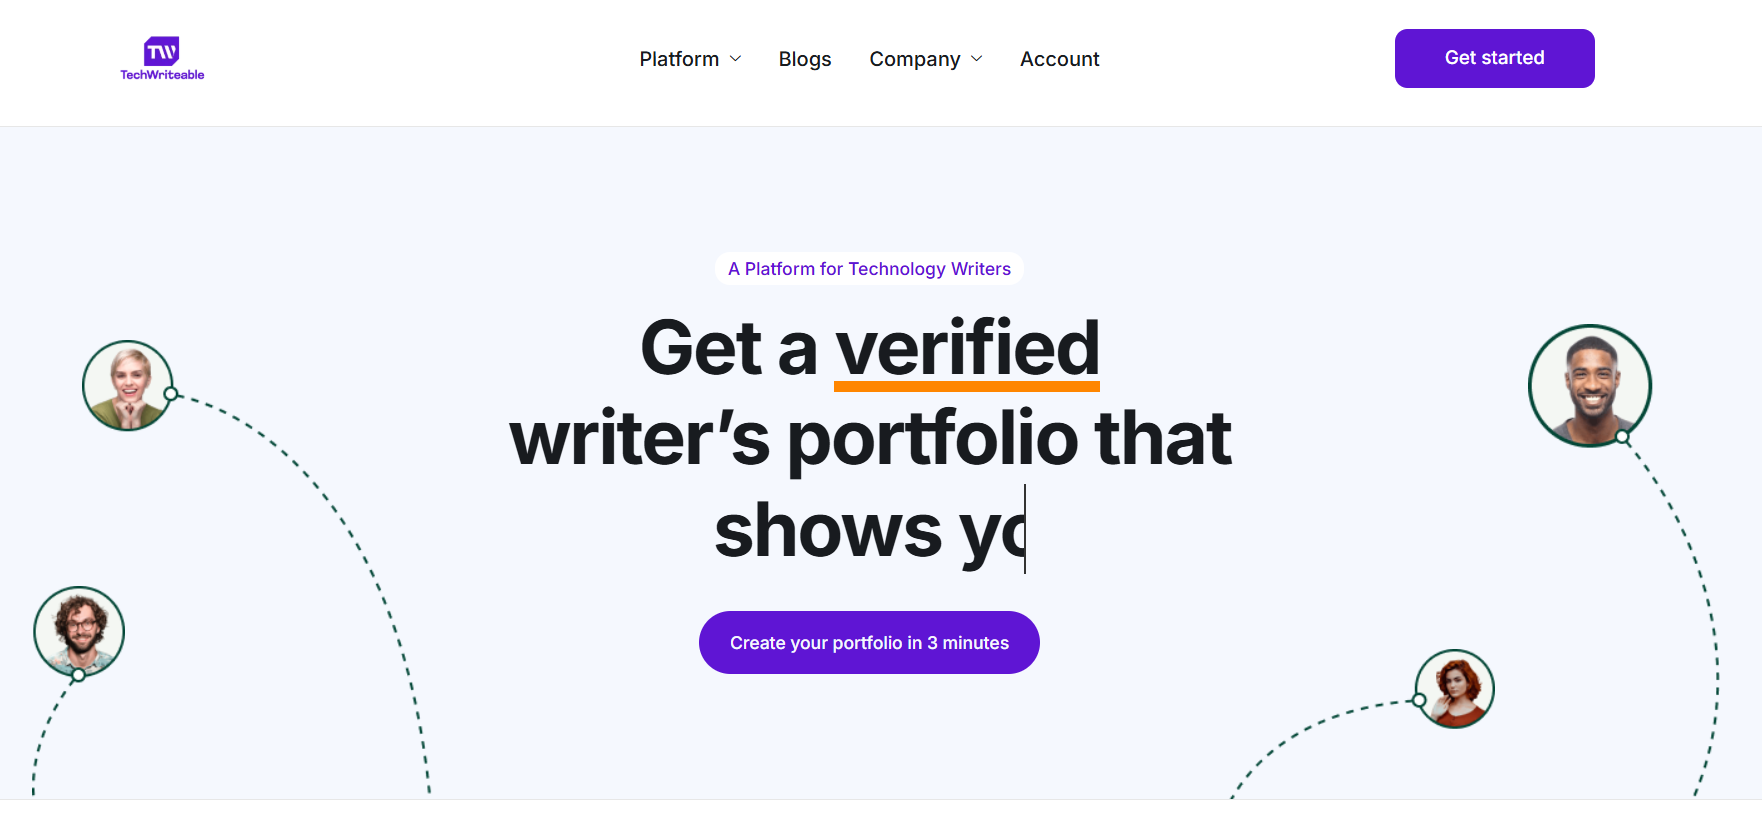 TW
TechWriteable
Platform
Blogs
Company
Account
Get started
A Platform for Technology Writers
Get a verified
writer’s portfolio that
shows yo
Create your portfolio in 3 minutes